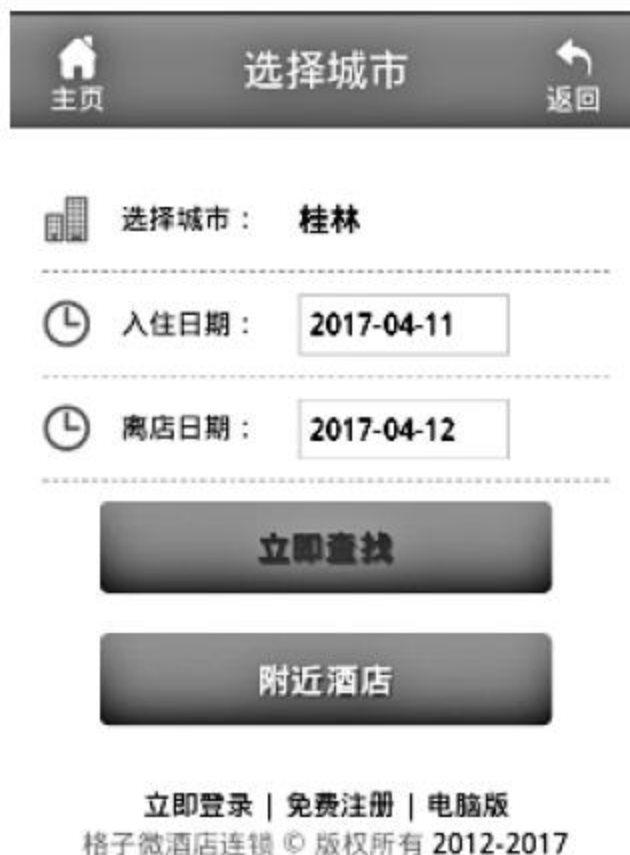 主页 选择城市 返回
选择城市： 桂林
入住日期： 2017-04-11
离店日期： 2017-04-12
立即查找
附近酒店
立即登录 | 免费注册 | 电脑版
格子微酒店连锁 © 版权所有 2012-2017